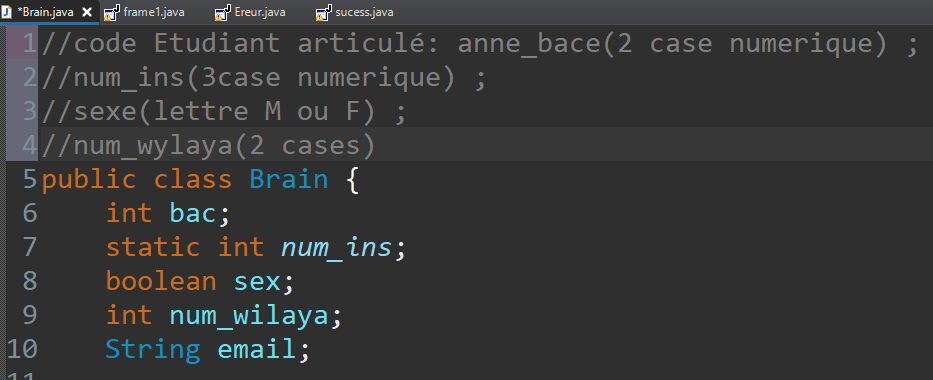 *Brain.java frame1.java Ereur.java sucess.java
1//code Etudiant articulé: anne_bace(2 case numerique) ;
2//num_ins(3case numerique) ;
3//sexe(lettre M ou F) ;
4//num_wylaya(2 cases)
5public class Brain {
6 int bac;
7 static int num_ins;
8 boolean sex;
9 int num_wilaya;
10 String email;